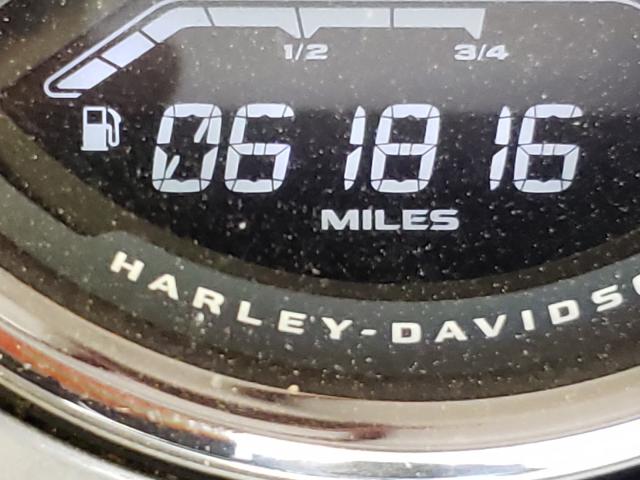 1/2 3/4
061816
MILES
HARLEY-DAVIDS